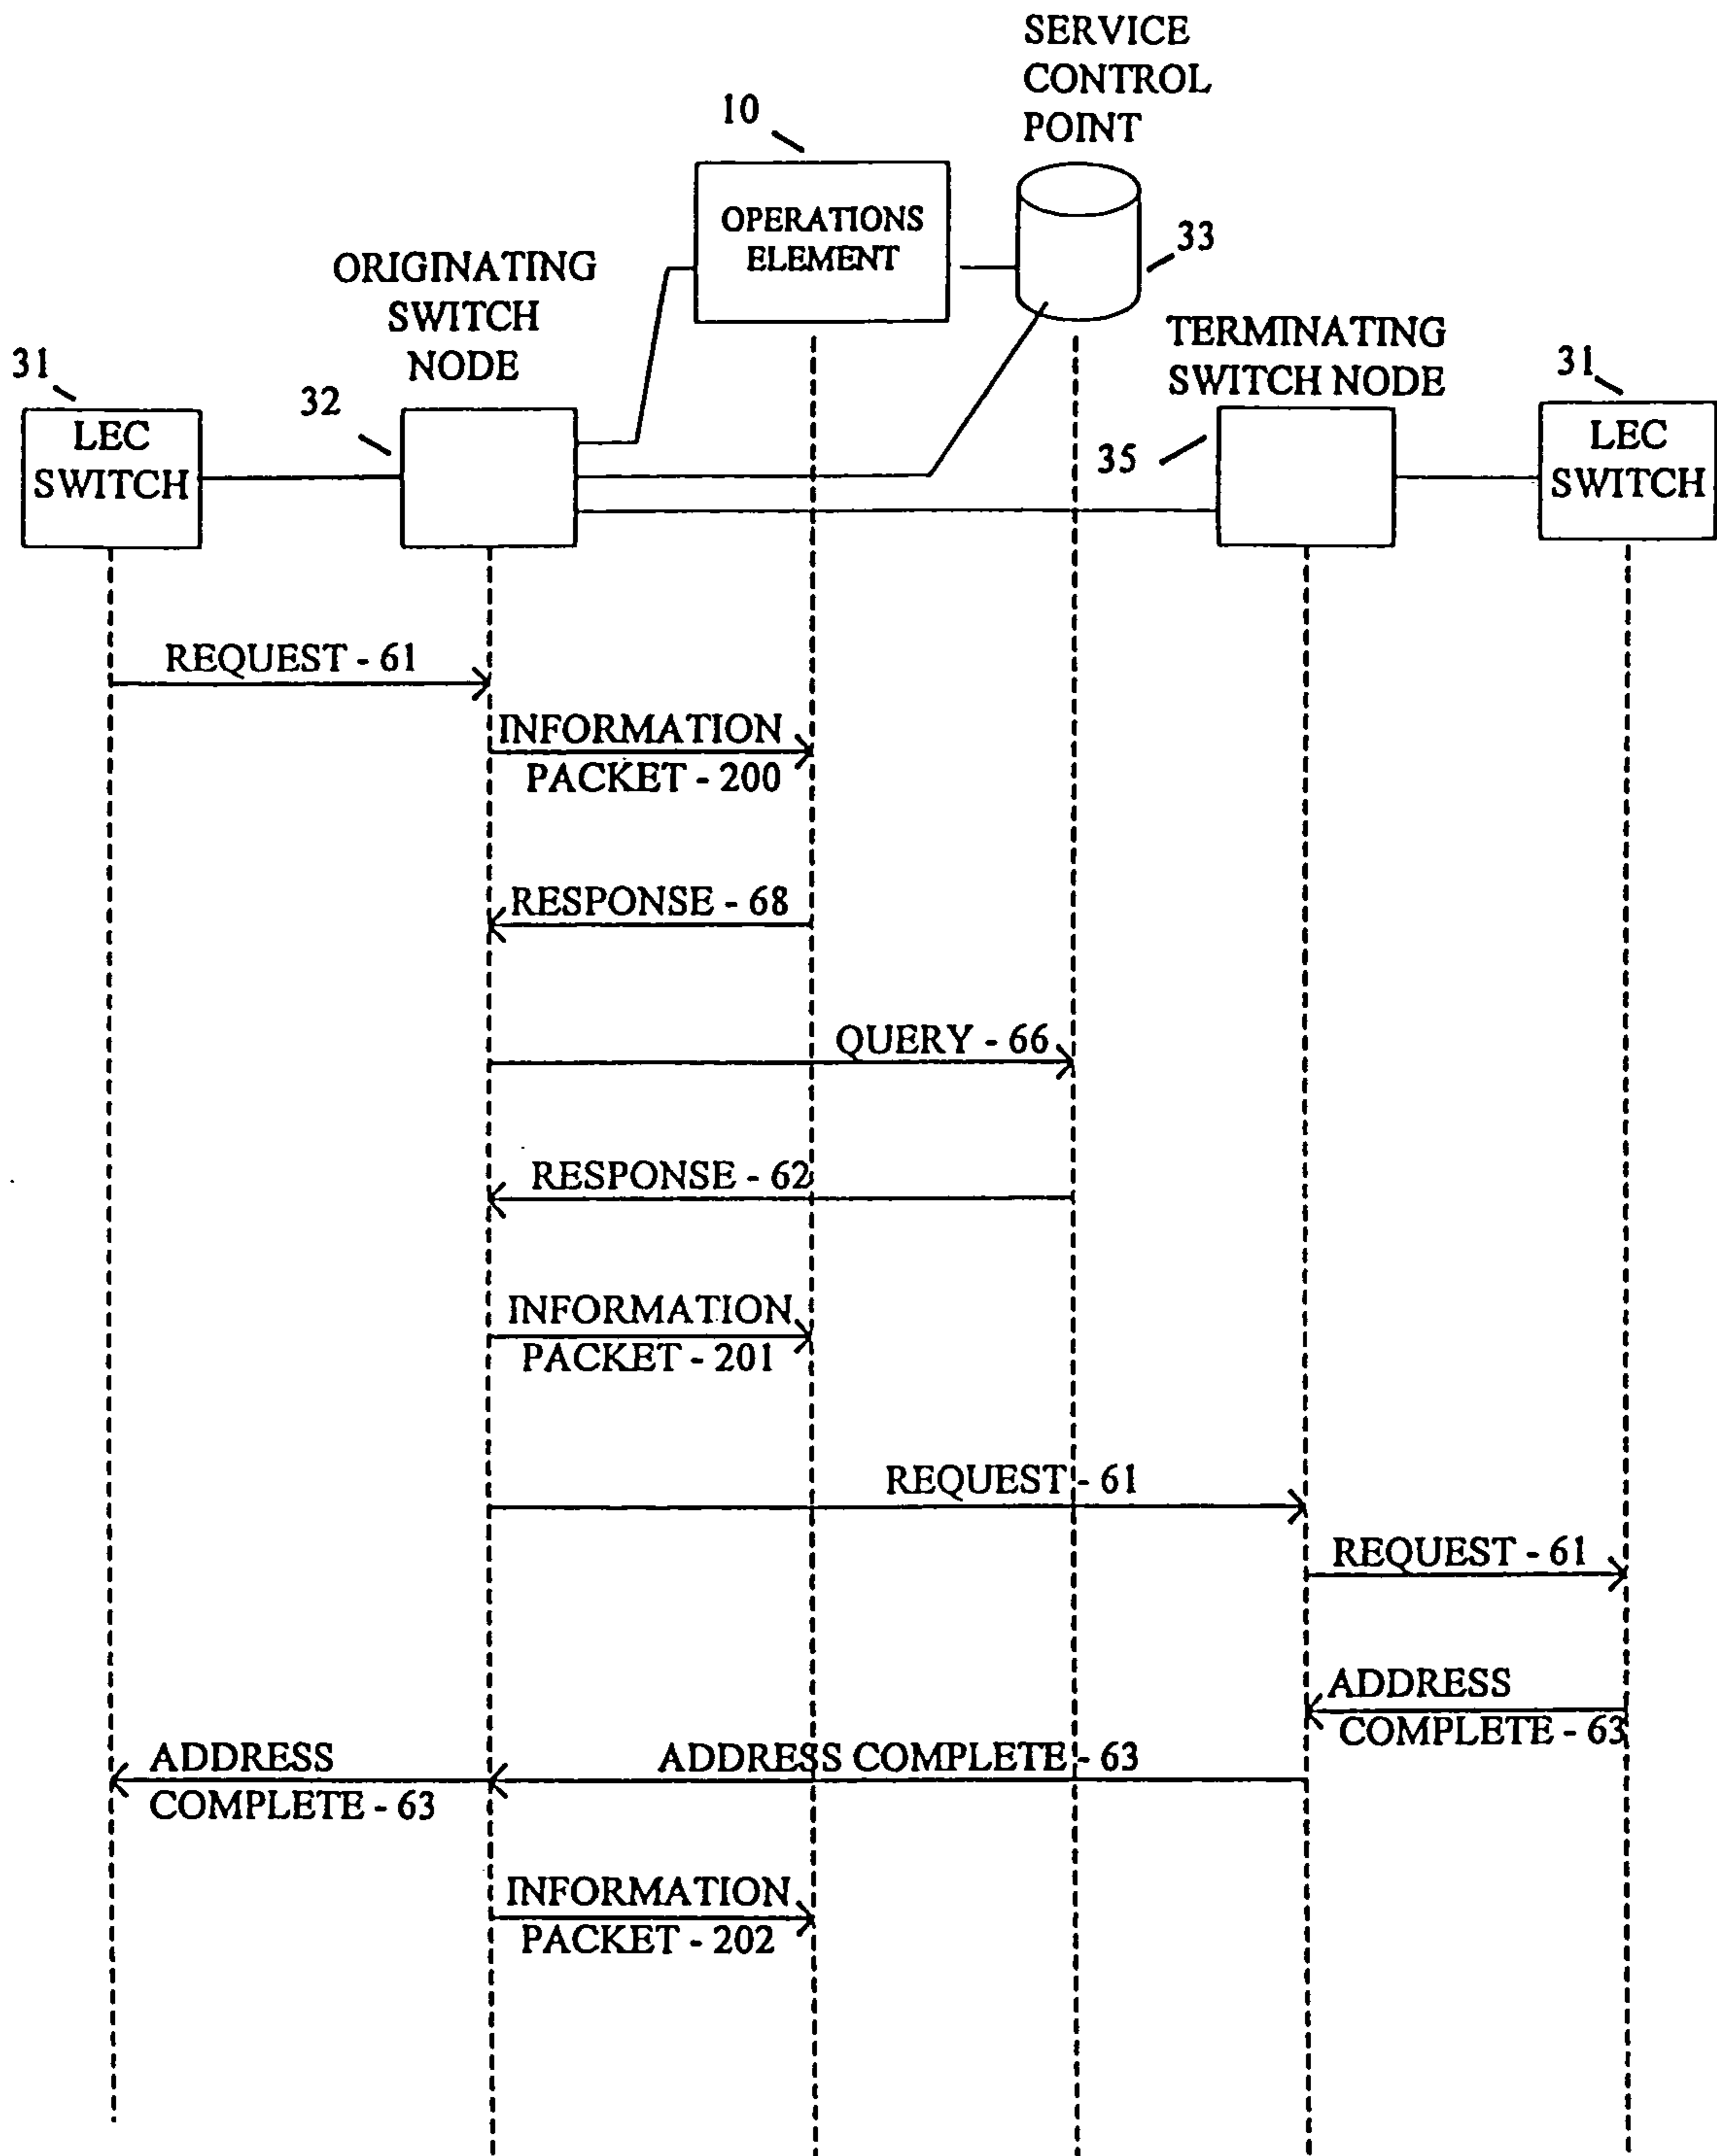 SERVICE
CONTROL
POINT
10
OPERATIONS
ELEMENT
33
ORIGINATING
SWITCH
NODE
TERMINATING
SWITCH NODE
31
LEC
SWITCH
32
35
31
LEC
SWITCH
REQUEST - 61
INFORMATION
PACKET - 200
RESPONSE - 68
QUERY - 66
RESPONSE - 62
INFORMATION
PACKET - 201
REQUEST - 61
REQUEST - 61
ADDRESS
COMPLETE - 63
ADDRESS
COMPLETE - 63
ADDRESS COMPLETE - 63
INFORMATION
PACKET - 202